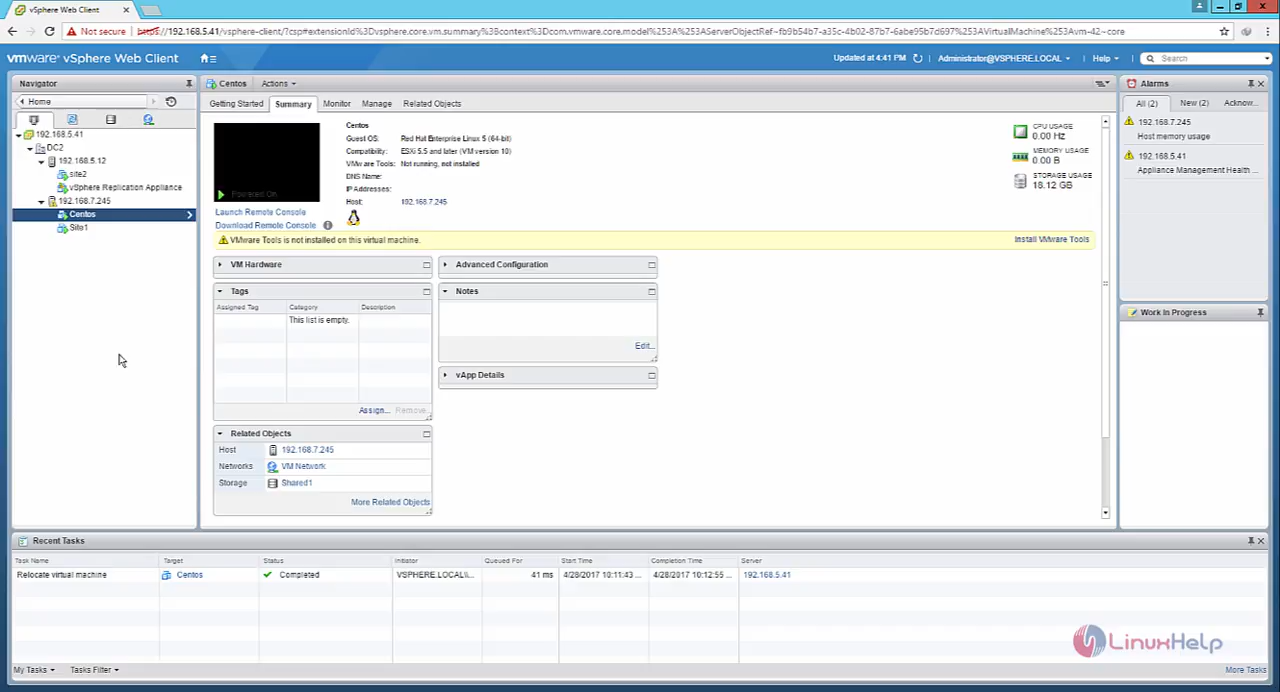 vSphere Web Client
Not secure
https://192.168.5.41/vsphere-client/?csp#extensionId%3Dvsphere.core.vm.summary%3Bcontext%3Dcom.vmware.core.model%253A%253AServerObjectRef~fb9b54b7-a35c-4b02-87b7-6abe95b7d697%253AVirtualMachine%253Avm-42~core
vmware® vSphere Web Client
Updated at 4:41 PM
Administrator@VSPHERE.LOCAL
Help
Search
Navigator
Home
192.168.5.41
DC2
192.168.5.12
site2
vSphere Replication Appliance
192.168.7.245
Centos
Site1
Centos
Actions
Getting Started
Summary
Monitor
Manage
Related Objects
Powered On
Launch Remote Console
Download Remote Console
Centos
Guest OS: Red Hat Enterprise Linux 5 (64-bit)
Compatibility: ESXi 5.5 and later (VM version 10)
VMware Tools: Not running, not installed
DNS Name:
IP Addresses:
Host: 192.168.7.245
CPU USAGE
0.00 Hz
MEMORY USAGE
0.00 B
STORAGE USAGE
18.12 GB
VMware Tools is not installed on this virtual machine.
Install VMware Tools
VM Hardware
Tags
Assigned Tag Category Description
This list is empty.
Assign... Remove...
Related Objects
Host 192.168.7.245
Networks VM Network
Storage Shared1
More Related Objects
Advanced Configuration
Notes
Edit...
vApp Details
Alarms
All (2) New (2) Acknow...
192.168.7.245
Host memory usage
192.168.5.41
Appliance Management Health ...
Work In Progress
Recent Tasks
Task Name Target Status Initiator Queued For Start Time Completion Time Server
Relocate virtual machine Centos Completed VSPHERE.LOCAL\... 41 ms 4/28/2017 10:11:43 ... 4/28/2017 10:12:55 ... 192.168.5.41
My Tasks Tasks Filter
More Tasks
LinuxHelp